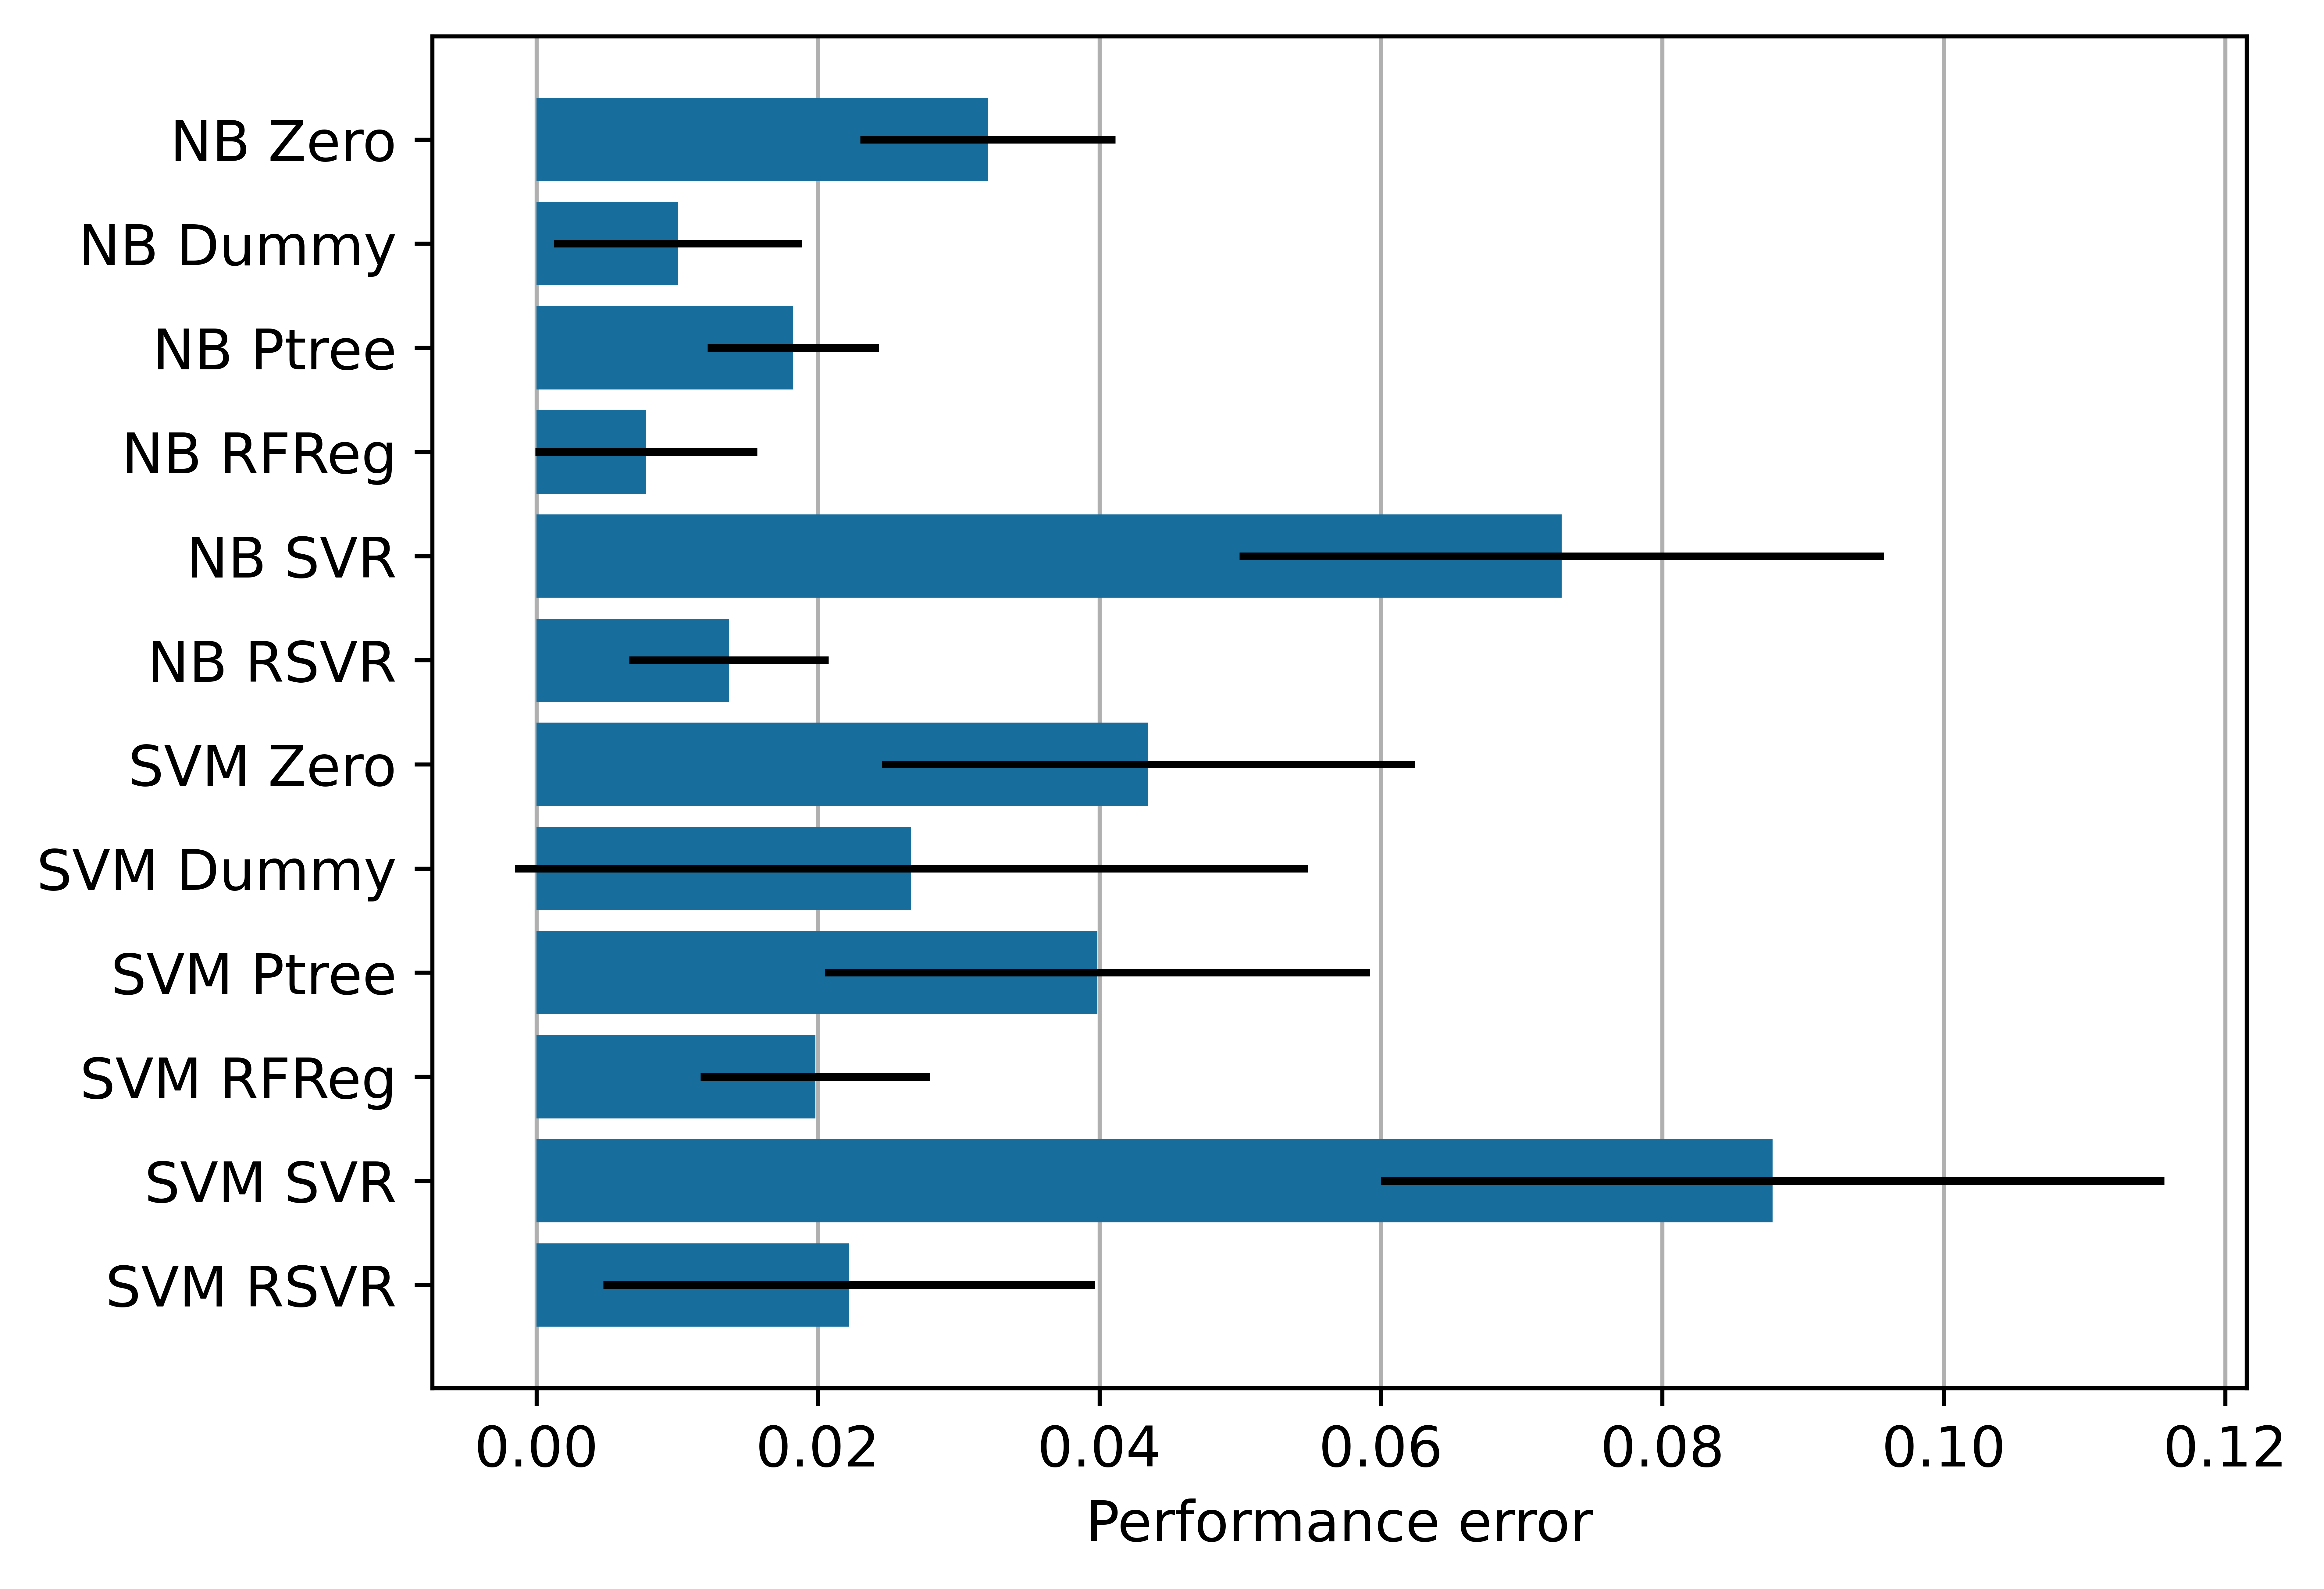 NB Zero
NB Dummy
NB Ptree
NB RFReg
NB SVR
NB RSVR
SVM Zero
SVM Dummy
SVM Ptree
SVM RFReg
SVM SVR
SVM RSVR
0.00 0.02 0.04 0.06 0.08 0.10 0.12
Performance error